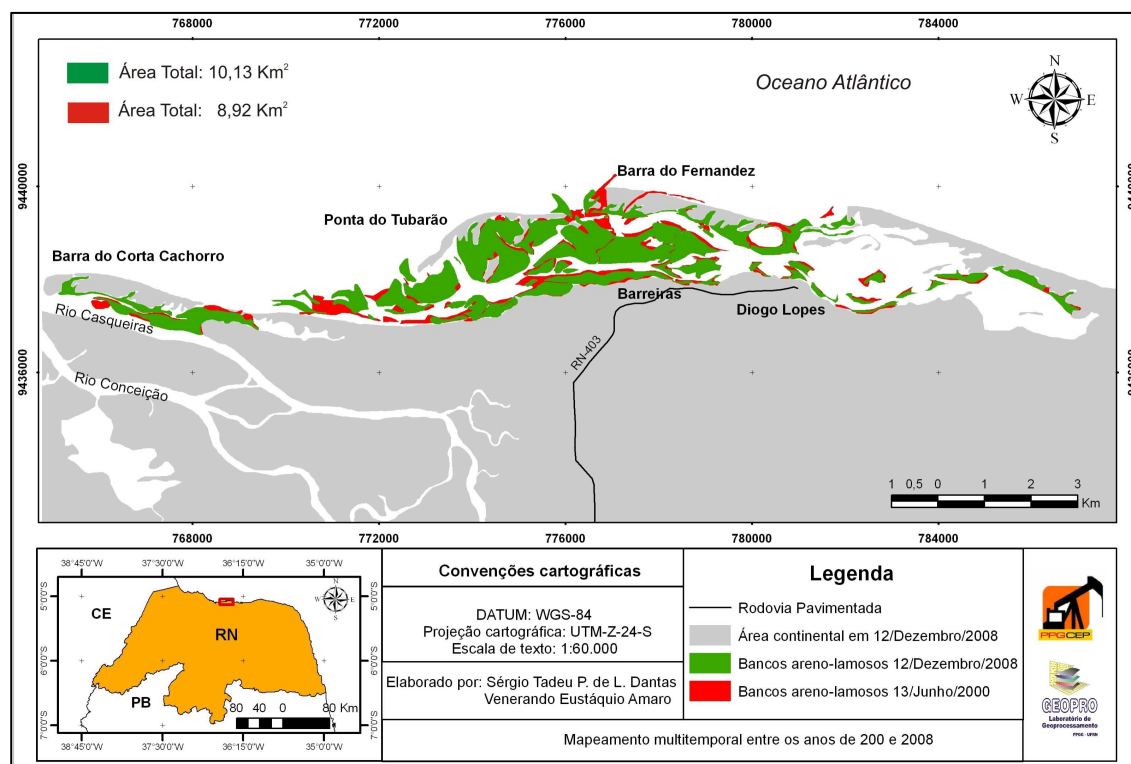 768000 772000 776000 780000 784000
Área Total: 10,13 Km²
Área Total: 8,92 Km²
Oceano Atlântico
N
W E
S
9440000
Barra do Fernandez
Ponta do Tubarão
Barra do Corta Cachorro
Rio Casqueiras
Barreiras
Diogo Lopes
RN-403
9436000 9436000
Rio Conceição
1 0,5 0 1 2 3
Km
768000 772000 776000 780000 784000
38°45'0"W 37°30'0"W 36°15'0"W 35°0'0"W
N
W E
S
5°0'0"S
CE
RN
6°0'0"S
PB
80 40 0 80 Km
7°0'0"S
38°45'0"W 37°30'0"W 36°15'0"W 35°0'0"W
Convenções cartográficas
DATUM: WGS-84
Projeção cartográfica: UTM-Z-24-S
Escala de texto: 1:60.000
Elaborado por: Sérgio Tadeu P. de L. Dantas
Venerando Eustáquio Amaro
Legenda
Rodovia Pavimentada
Área continental em 12/Dezembro/2008
Bancos areno-lamosos 12/Dezembro/2008
Bancos areno-lamosos 13/Junho/2000
Mapeamento multitemporal entre os anos de 200 e 2008
PPGCEP
GEOPRO
Laboratório de
Geoprocessamento
PPGG - UFRN